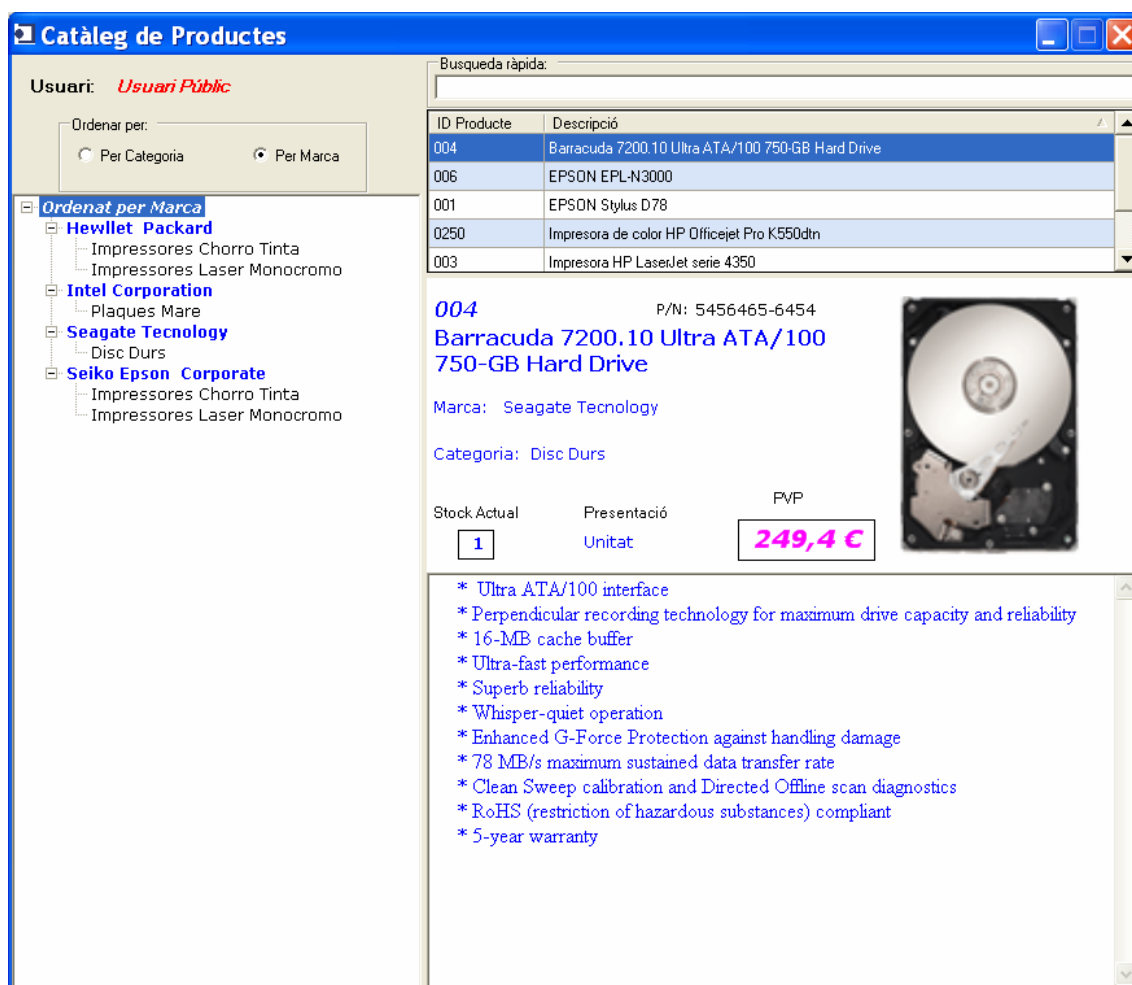 Catàleg de Productes
Usuari: Usuari Públic
Ordenar per:
Per Categoria Per Marca
Ordenat per Marca
Hewllet Packard
Impressores Chorro Tinta
Impressores Laser Monocromo
Intel Corporation
Plaques Mare
Seagate Tecnology
Disc Durs
Seiko Epson Corporate
Impressores Chorro Tinta
Impressores Laser Monocromo
Busqueda ràpida:
ID Producte Descripció
004 Barracuda 7200.10 Ultra ATA/100 750-GB Hard Drive
006 EPSON EPL-N3000
001 EPSON Stylus D78
0250 Impresora de color HP Officejet Pro K550dtn
003 Impresora HP LaserJet serie 4350
004 P/N: 5456465-6454
Barracuda 7200.10 Ultra ATA/100
750-GB Hard Drive
Marca: Seagate Tecnology
Categoria: Disc Durs
Stock Actual Presentació PVP
1 Unitat 249,4 €
* Ultra ATA/100 interface
* Perpendicular recording technology for maximum drive capacity and reliability
* 16-MB cache buffer
* Ultra-fast performance
* Superb reliability
* Whisper-quiet operation
* Enhanced G-Force Protection against handling damage
* 78 MB/s maximum sustained data transfer rate
* Clean Sweep calibration and Directed Offline scan diagnostics
* RoHS (restriction of hazardous substances) compliant
* 5-year warranty